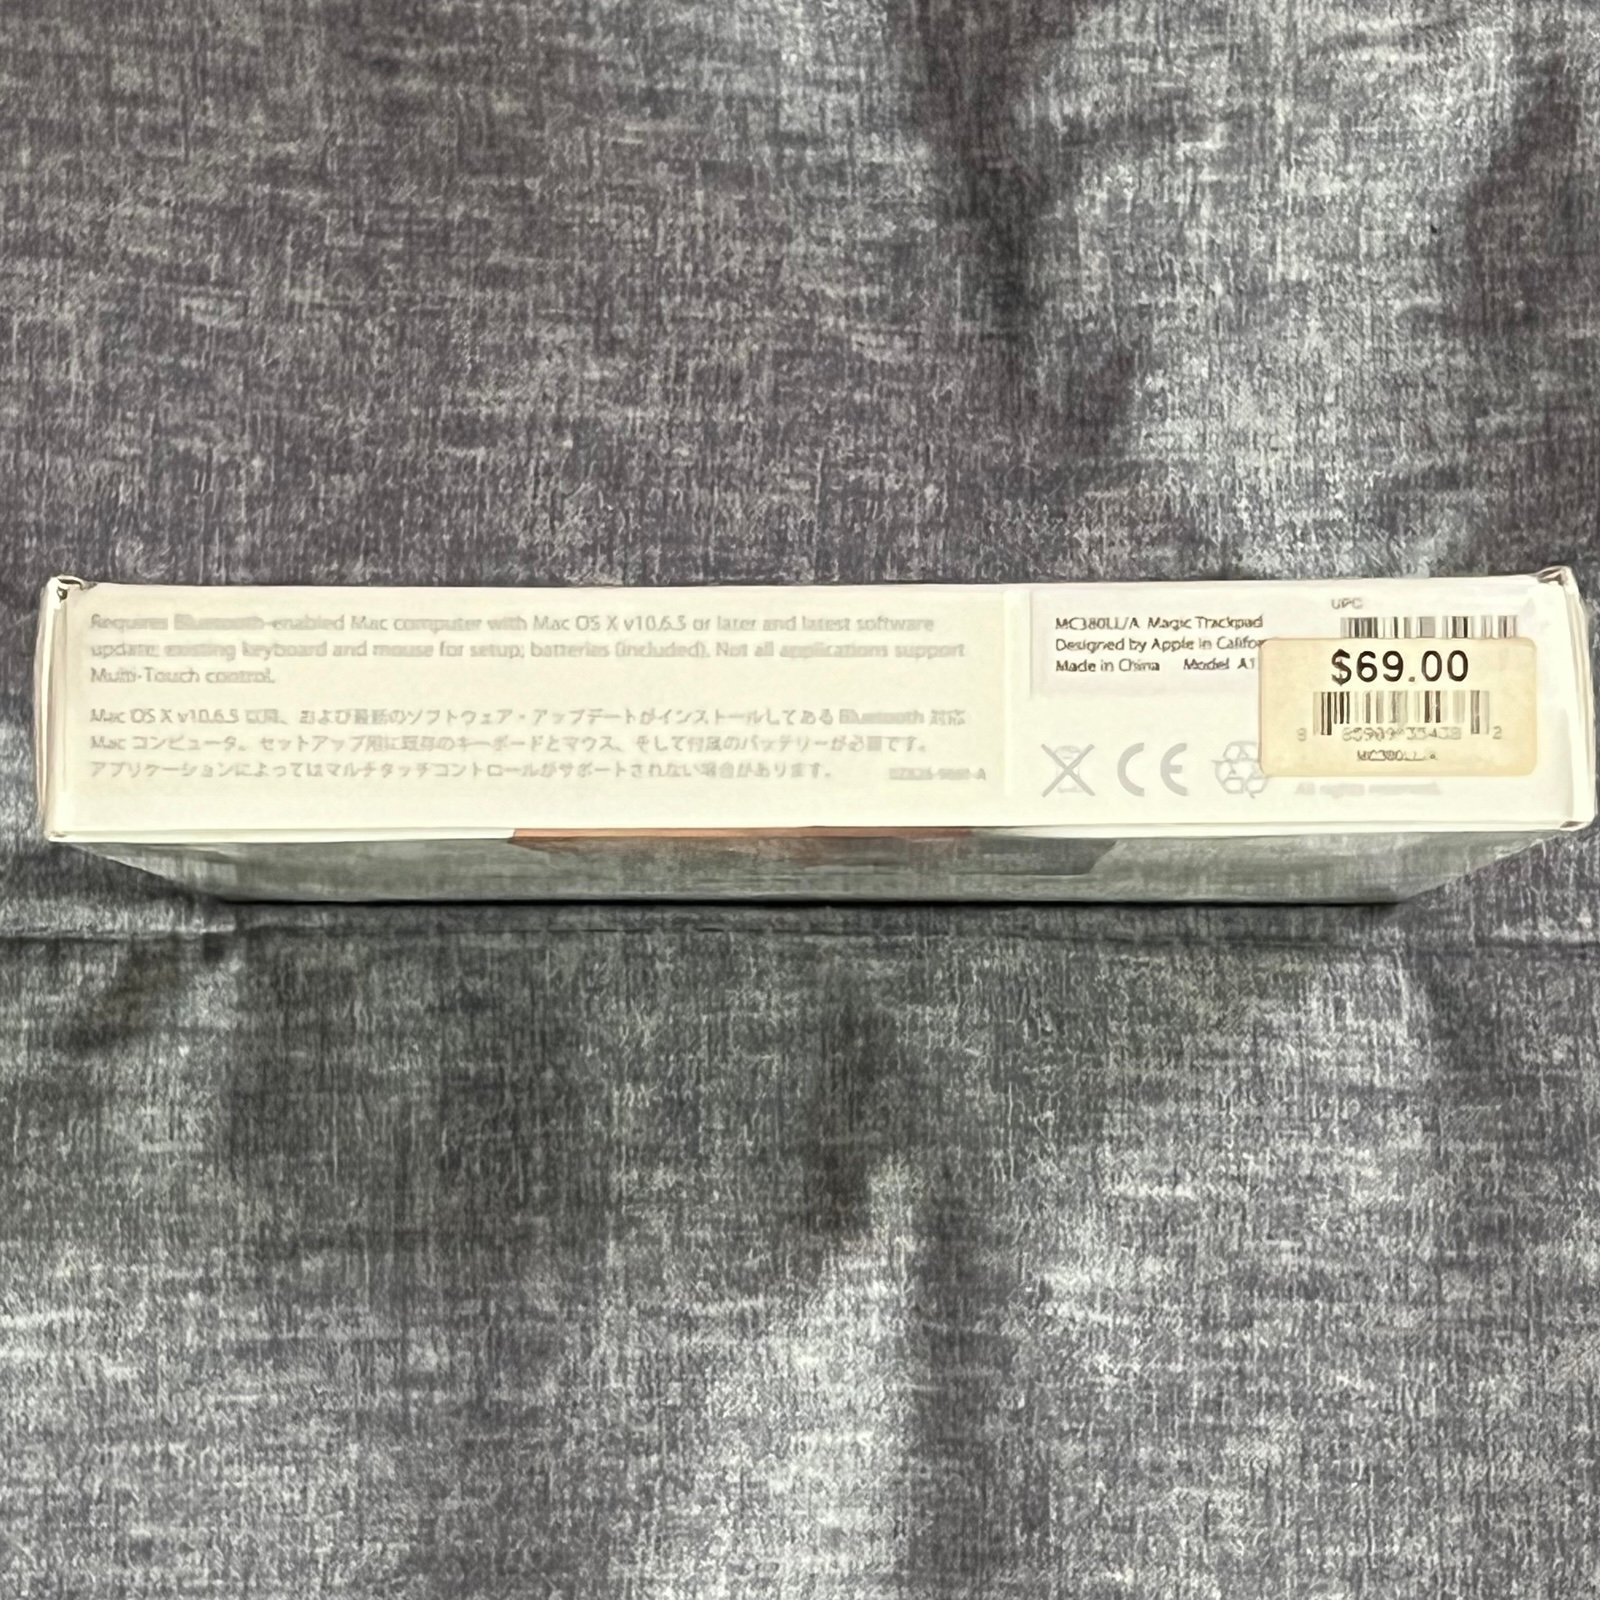 Requires Bluetooth-enabled Mac computer with Mac OS X v10.6.3 or later and latest software
update; existing keyboard and mouse for setup; batteries (included). Not all applications support
Multi-Touch control.
Mac OS X v10.6.3 以降、および最新のソフトウェア・アップデートがインストールしてある Bluetooth 対応
Mac コンピュータ。セットアップ用に既存のキーボードとマウス、そして付属のバッテリーが必要です。
アプリケーションによってはマルチタッチコントロールがサポートされない場合があります。
MC380LL/A Magic Trackpad
Designed by Apple in Califor
Made in China Model A1
CE
UPC
$69.00
MC380LL/A
All rights reserved.